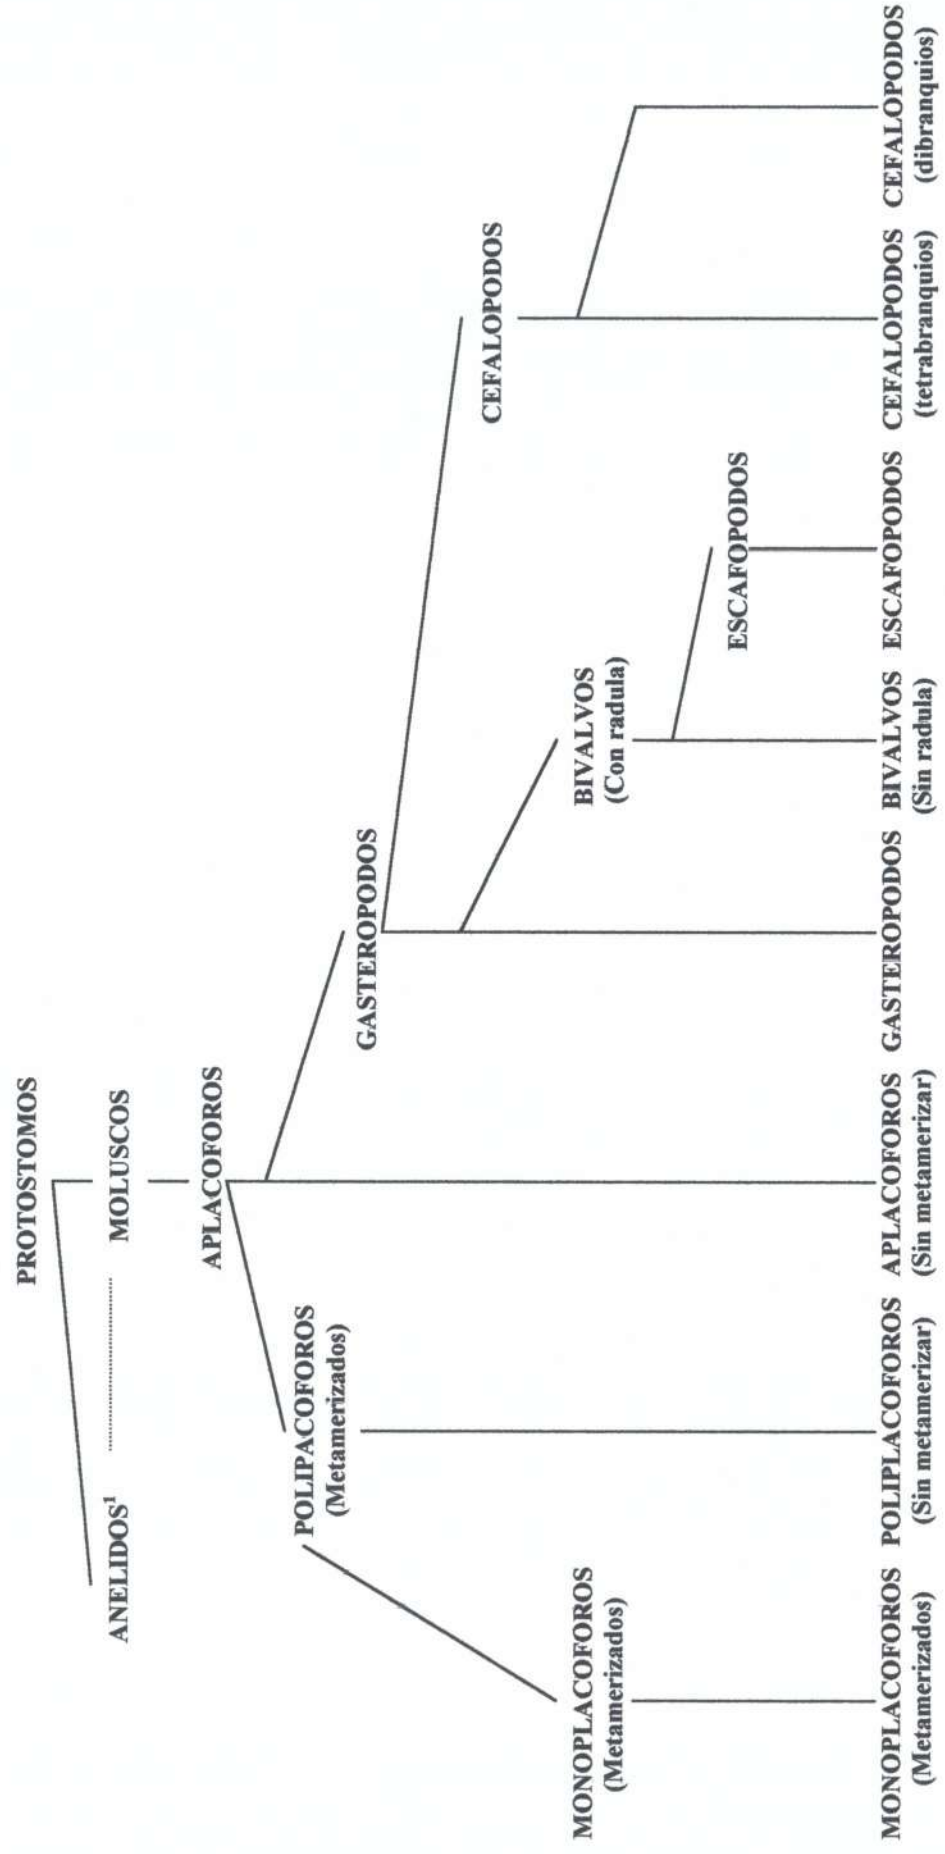 PROTOSTOMOS
ANELIDOS¹
MOLUSCOS
APLACOFOROS
POLIPACOFOROS
(Metamerizados)
GASTEROPODOS
CEFALOPODOS
MONOPLACOFOROS
(Metamerizados)
BIVALVOS
(Con radula)
ESCAFOPODOS
MONOPLACOFOROS POLIPLACOFOROS APLACOFOROS GASTEROPODOS BIVALVOS ESCAFOPODOS CEFALOPODOS CEFALOPODOS
(Metamerizados) (Sin metamerizar) (Sin metamerizar) (Sin radula) (tetrabranquios) (dibranquios)